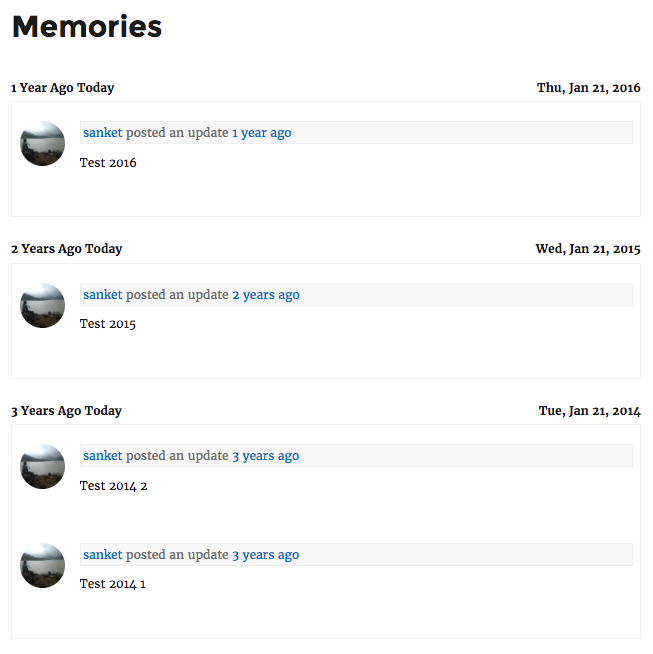 Memories
1 Year Ago Today Thu, Jan 21, 2016
sanket posted an update 1 year ago
Test 2016
2 Years Ago Today Wed, Jan 21, 2015
sanket posted an update 2 years ago
Test 2015
3 Years Ago Today Tue, Jan 21, 2014
sanket posted an update 3 years ago
Test 2014 2
sanket posted an update 3 years ago
Test 2014 1